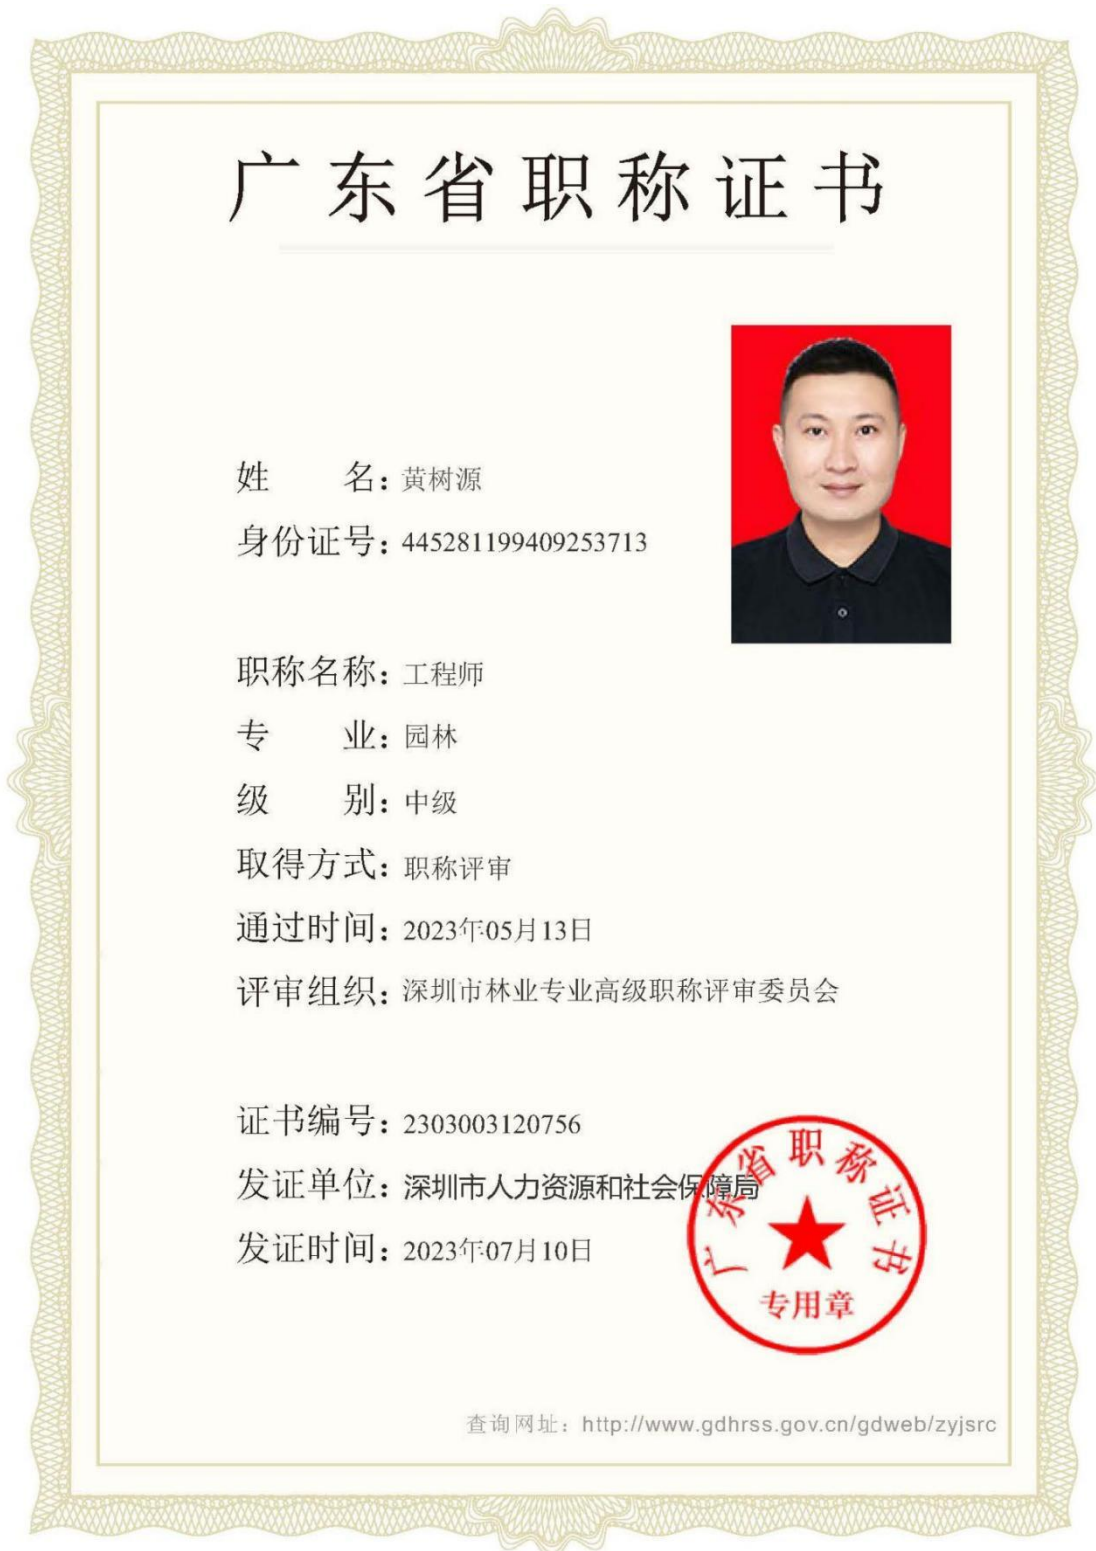 广东省职称证书
姓名：黄树源
身份证号：445281199409253713
职称名称：工程师
专业：园林
级别：中级
取得方式：职称评审
通过时间：2023年05月13日
评审组织：深圳市林业专业高级职称评审委员会
证书编号：2303003120756
发证单位：深圳市人力资源和社会保障局
发证时间：2023年07月10日
广东省职称证书
专用章
查询网址：http://www.gdhrss.gov.cn/gdweb/zyjsrc